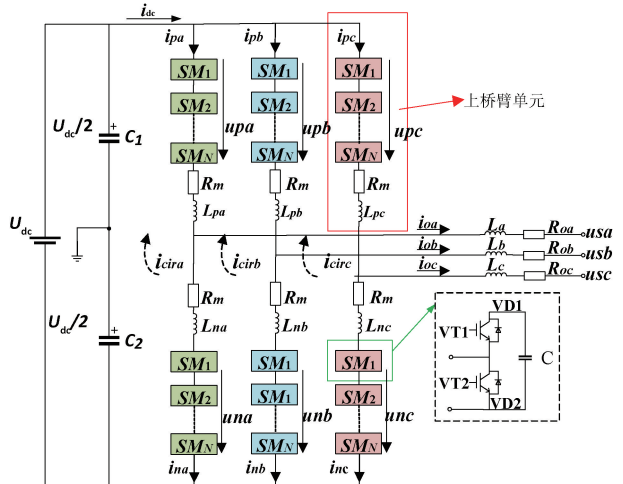 idc
ipa ipb ipc
SM1 SM1 SM1
SM2 SM2 SM2
上桥臂单元
upa upb upc
Udc/2 + C1
SMN SMN SMN
Rm Rm Rm
Lpa Lpb Lpc
Udc
ioa La Roa usa
iob Lb Rob usb
ioc Lc Roc usc
icira icirb icirc
Rm Rm Rm
Lna Lnb Lnc
Udc/2 + C2
VD1
VT1 C
VT2
VD2
SM1 SM1 SM1
SM2 SM1 SM2
una unb unc
SMN SMN SMN
ina inb inc